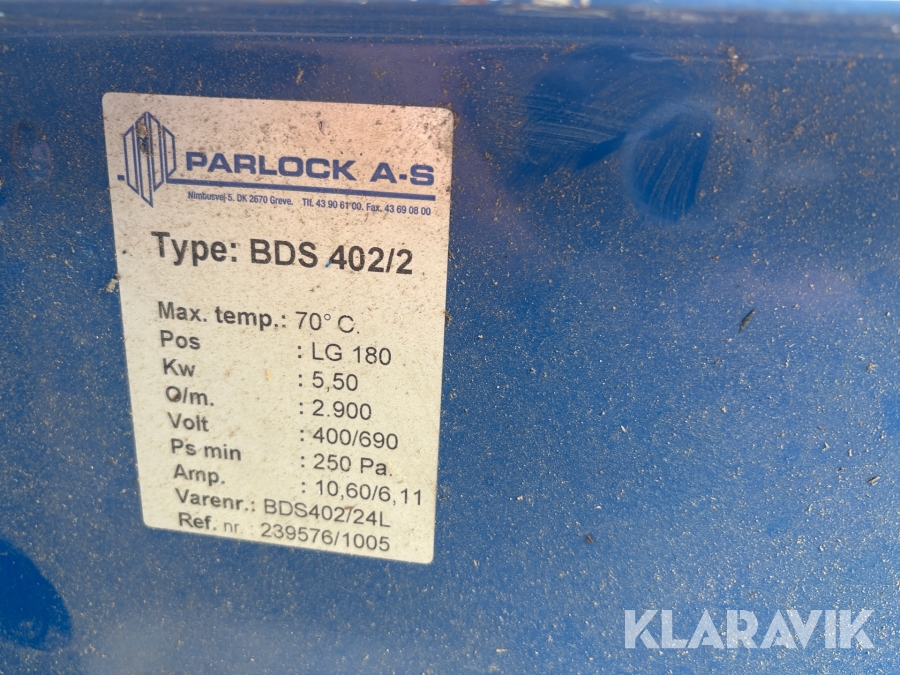 PARLOCK A-S
Nimbusvej 5. DK 2670 Greve. Tlf. 43 90 61 00. Fax. 43 69 08 00
Type: BDS 402/2
Max. temp.: 70° C.
Pos : LG 180
Kw : 5,50
O/m. : 2.900
Volt : 400/690
Ps min : 250 Pa.
Amp. : 10,60/6,11
Varenr.: BDS402/24L
Ref. nr.: 239576/1005
KLARAVIK